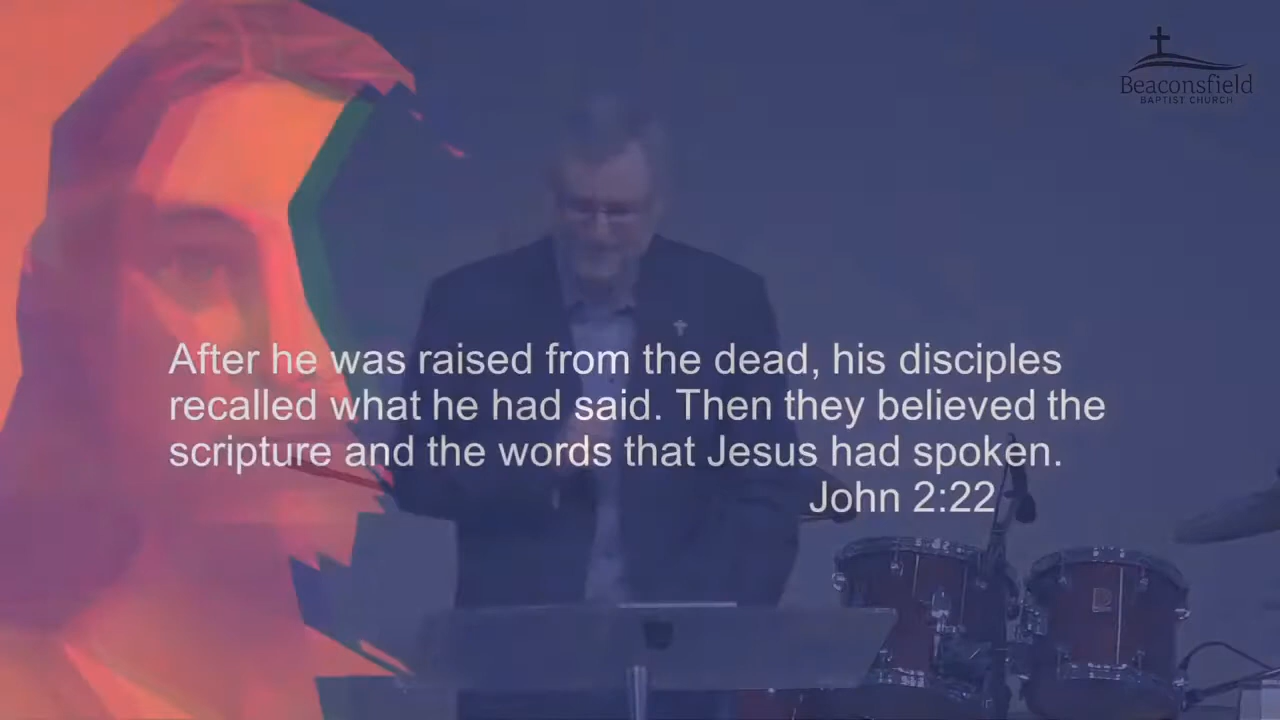 Beaconsfield
BAPTIST CHURCH
After he was raised from the dead, his disciples
recalled what he had said. Then they believed the
scripture and the words that Jesus had spoken.
John 2:22